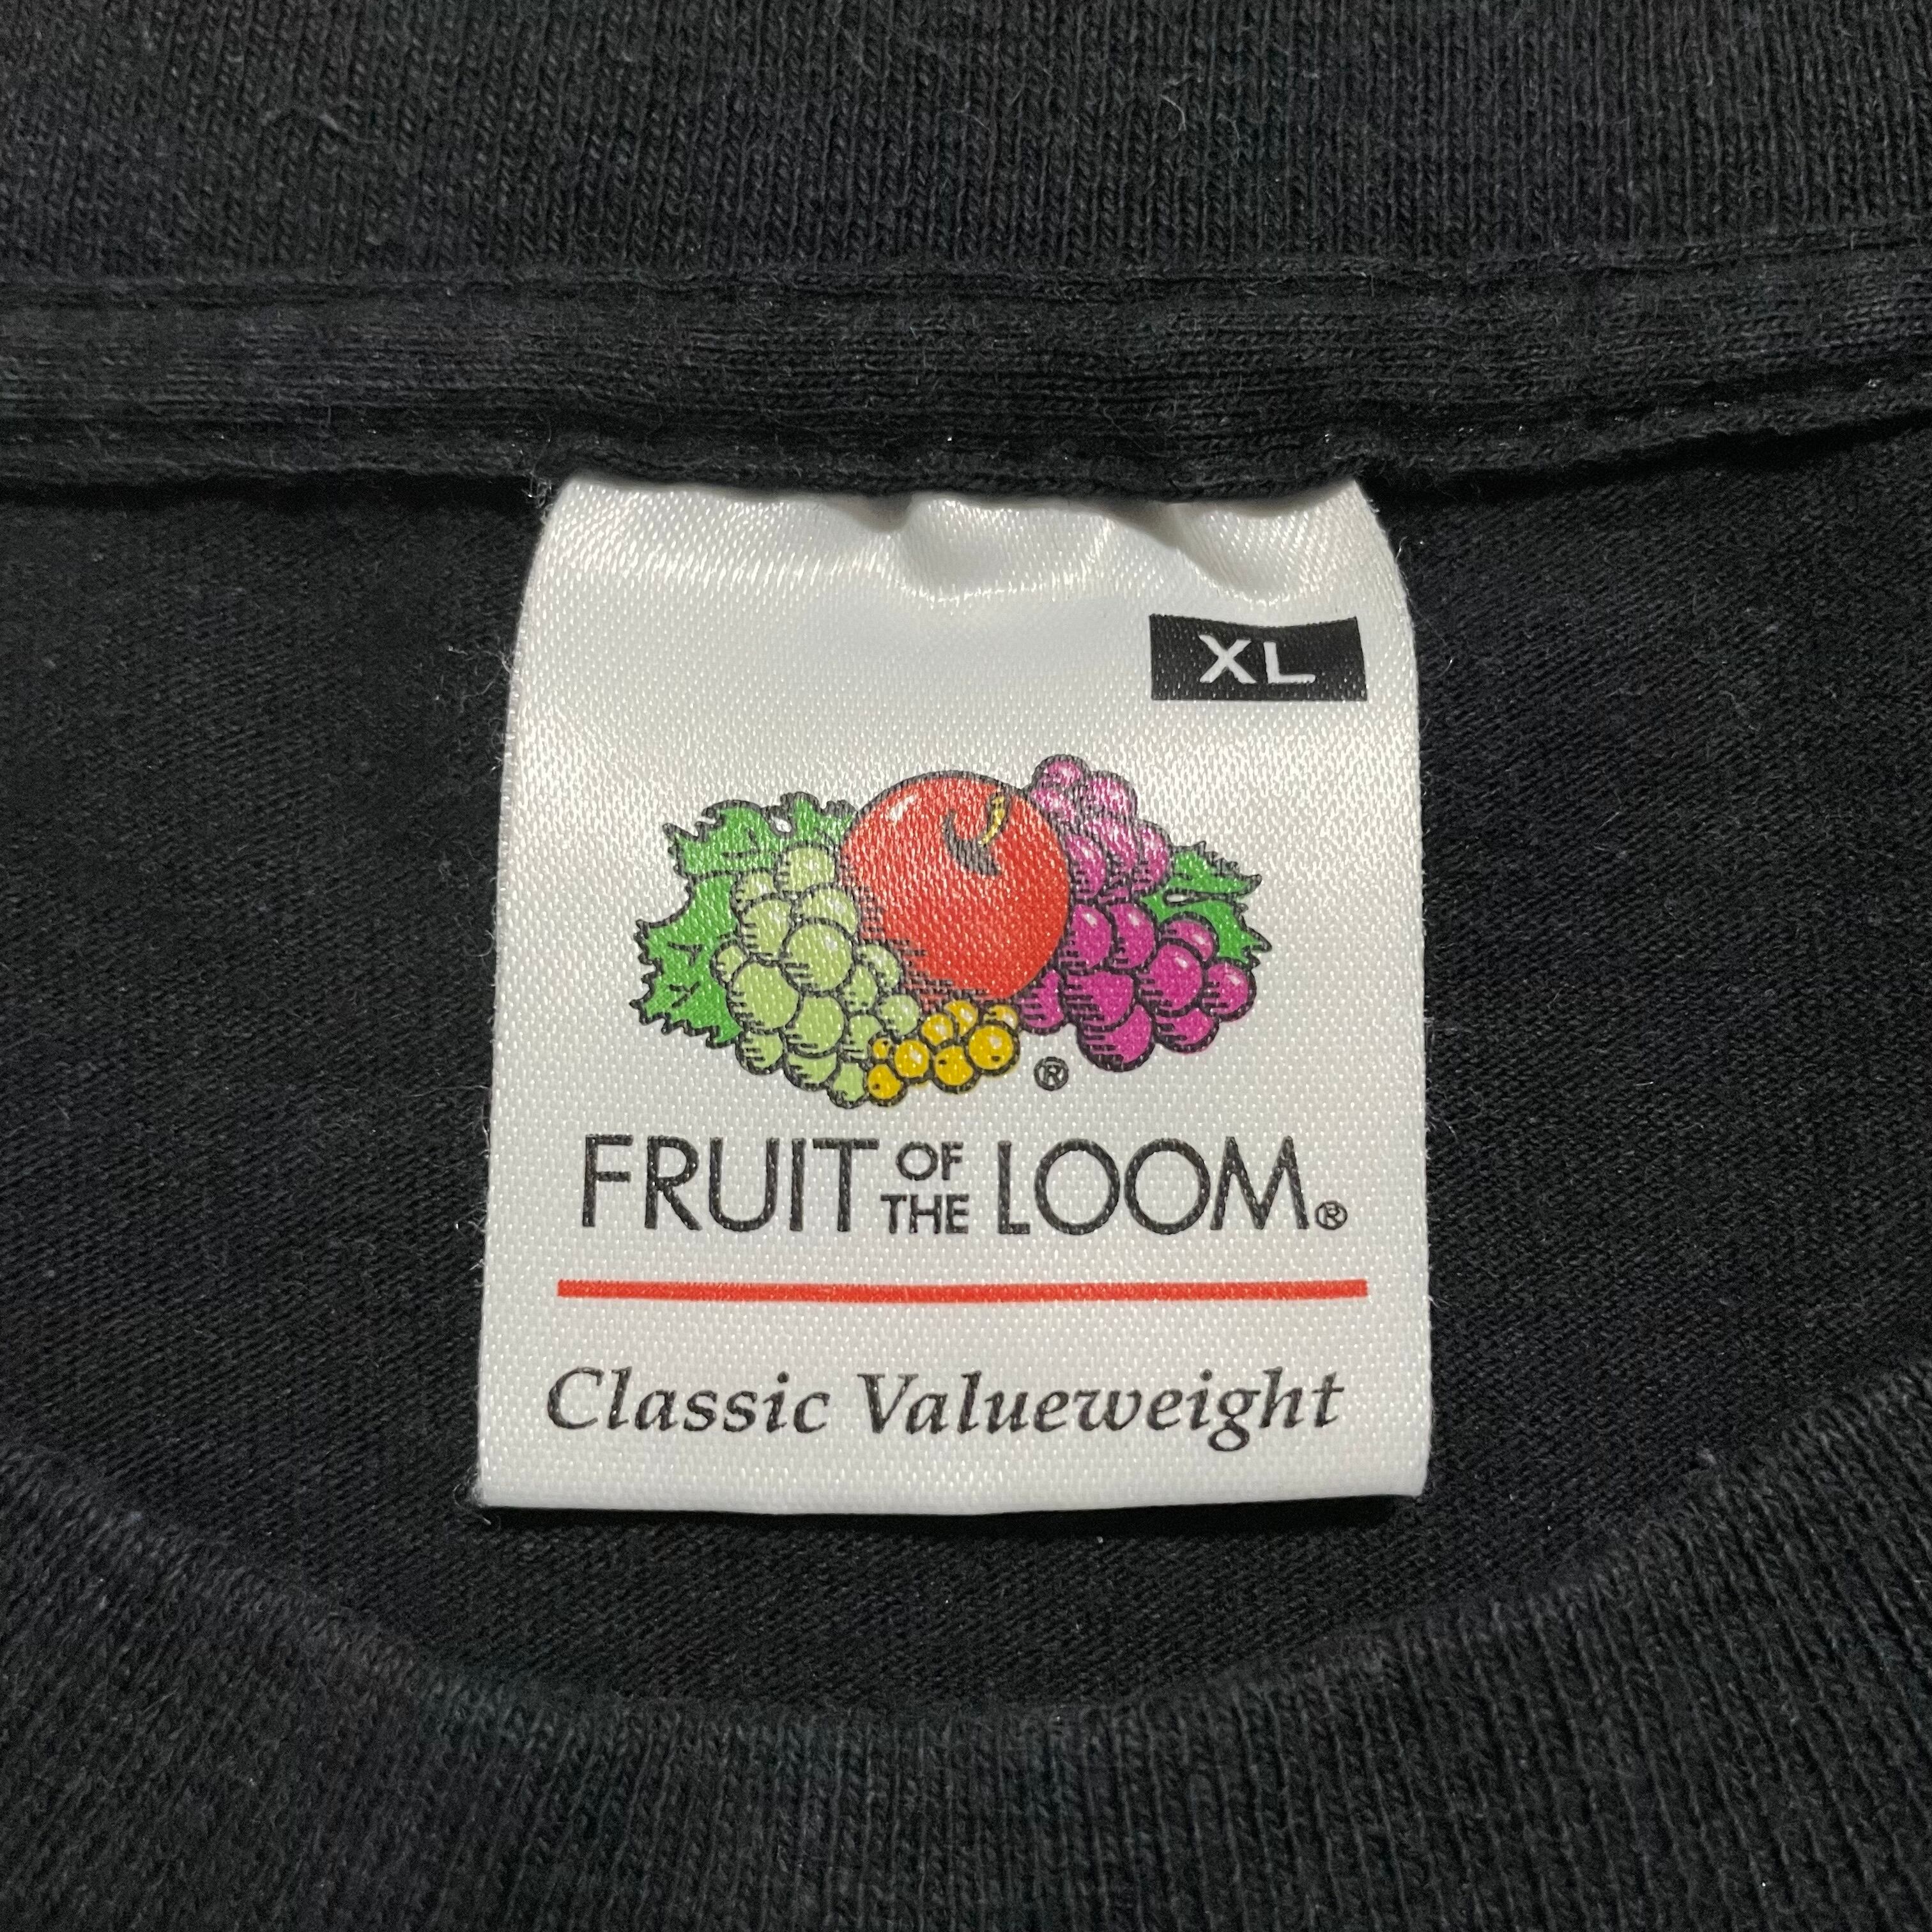 XL
®
FRUIT OF THE LOOM®
Classic Valueweight